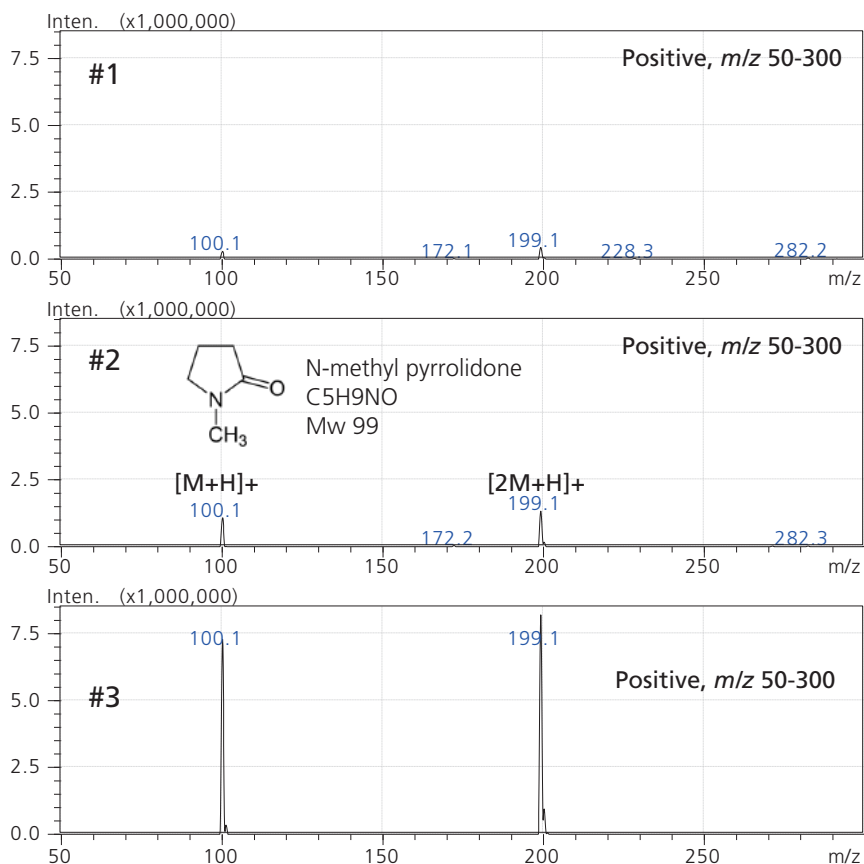 Inten. (x1,000,000)
7.5
5.0
2.5
0.0
#1
Positive, m/z 50-300
100.1
172.1
199.1
228.3
282.2
50 100 150 200 250 m/z
Inten. (x1,000,000)
7.5
5.0
2.5
0.0
#2
Positive, m/z 50-300
N
O
CH3
N-methyl pyrrolidone
C5H9NO
Mw 99
[M+H]+
100.1
172.2
[2M+H]+
199.1
282.3
50 100 150 200 250 m/z
Inten. (x1,000,000)
7.5
5.0
2.5
0.0
100.1
199.1
#3
Positive, m/z 50-300
50 100 150 200 250 m/z